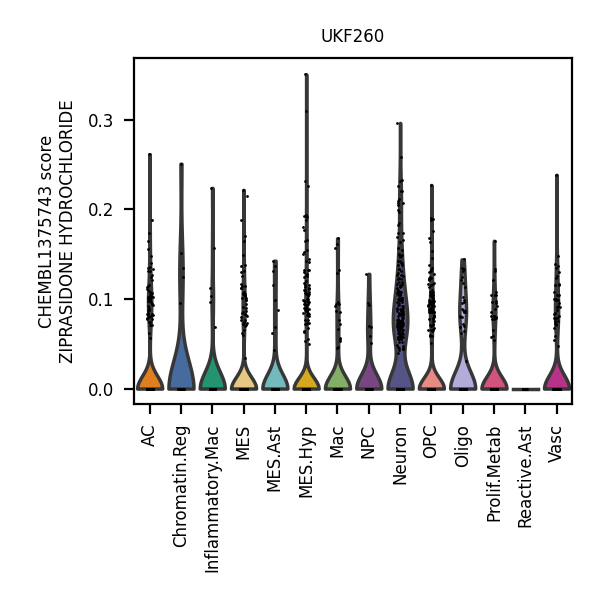 UKF260
CHEMBL1375743 score
ZIPRASIDONE HYDROCHLORIDE
0.3
0.2
0.1
0.0
AC
Chromatin.Reg
Inflammatory.Mac
MES
MES.Ast
MES.Hyp
Mac
NPC
Neuron
OPC
Oligo
Prolif.Metab
Reactive.Ast
Vasc